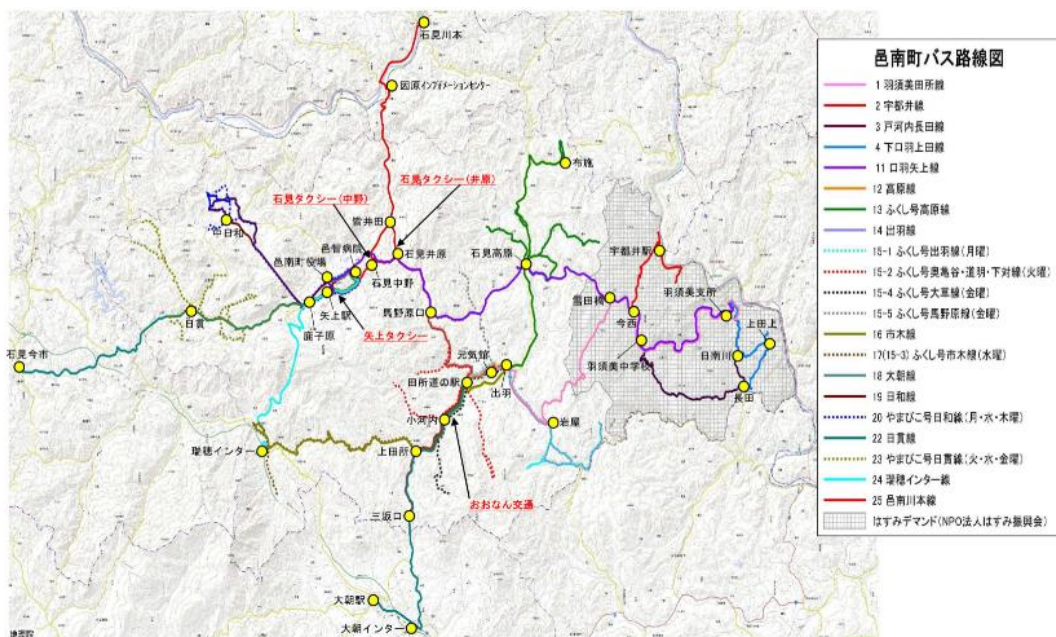 石見川本
因原インフォメーションセンター
布施
石見タクシー(井原)
石見タクシー(中野)
皆井田
中日和
邑智病院
石見井原
石見高原
宇都井駅
邑南町役場
石見中野
羽須美支所
雪田橋
矢上駅
今西
上田上
日貫
鹿子原
矢上タクシー
馬野原口
石見今市
元気館
羽須美中学校
日南川
出羽
田所道の駅
長田
小河内
岩屋
瑞穂インター
上田所
おおなん交通
三坂口
大朝駅
大朝インター
地理院
邑南町バス路線図
1 羽須美田所線
2 宇都井線
3 戸河内長田線
4 下口羽上田線
11 口羽矢上線
12 高原線
13 ふくし号高原線
14 出羽線
15-1 ふくし号出羽線(月曜)
15-2 ふくし号奥亀谷・道明・下対線(火曜)
15-4 ふくし号大草線(金曜)
15-5 ふくし号馬野原線(金曜)
16 市木線
17(15-3) ふくし号市木線(水曜)
18 大朝線
19 日和線
20 やまびこ号日和線(月・水・木曜)
22 日貫線
23 やまびこ号日貫線(火・水・金曜)
24 瑞穂インター線
25 邑南川本線
はすみデマンド(NPO法人はすみ振興会)